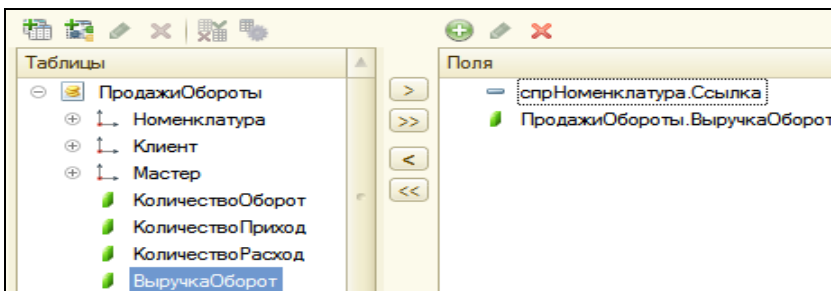 Таблицы
ПродажиОбороты
Номенклатура
Клиент
Мастер
КоличествоОборот
КоличествоПриход
КоличествоРасход
ВыручкаОборот
>
>>
<
<<
Поля
спрНоменклатура.Ссылка
ПродажиОбороты.ВыручкаОборот